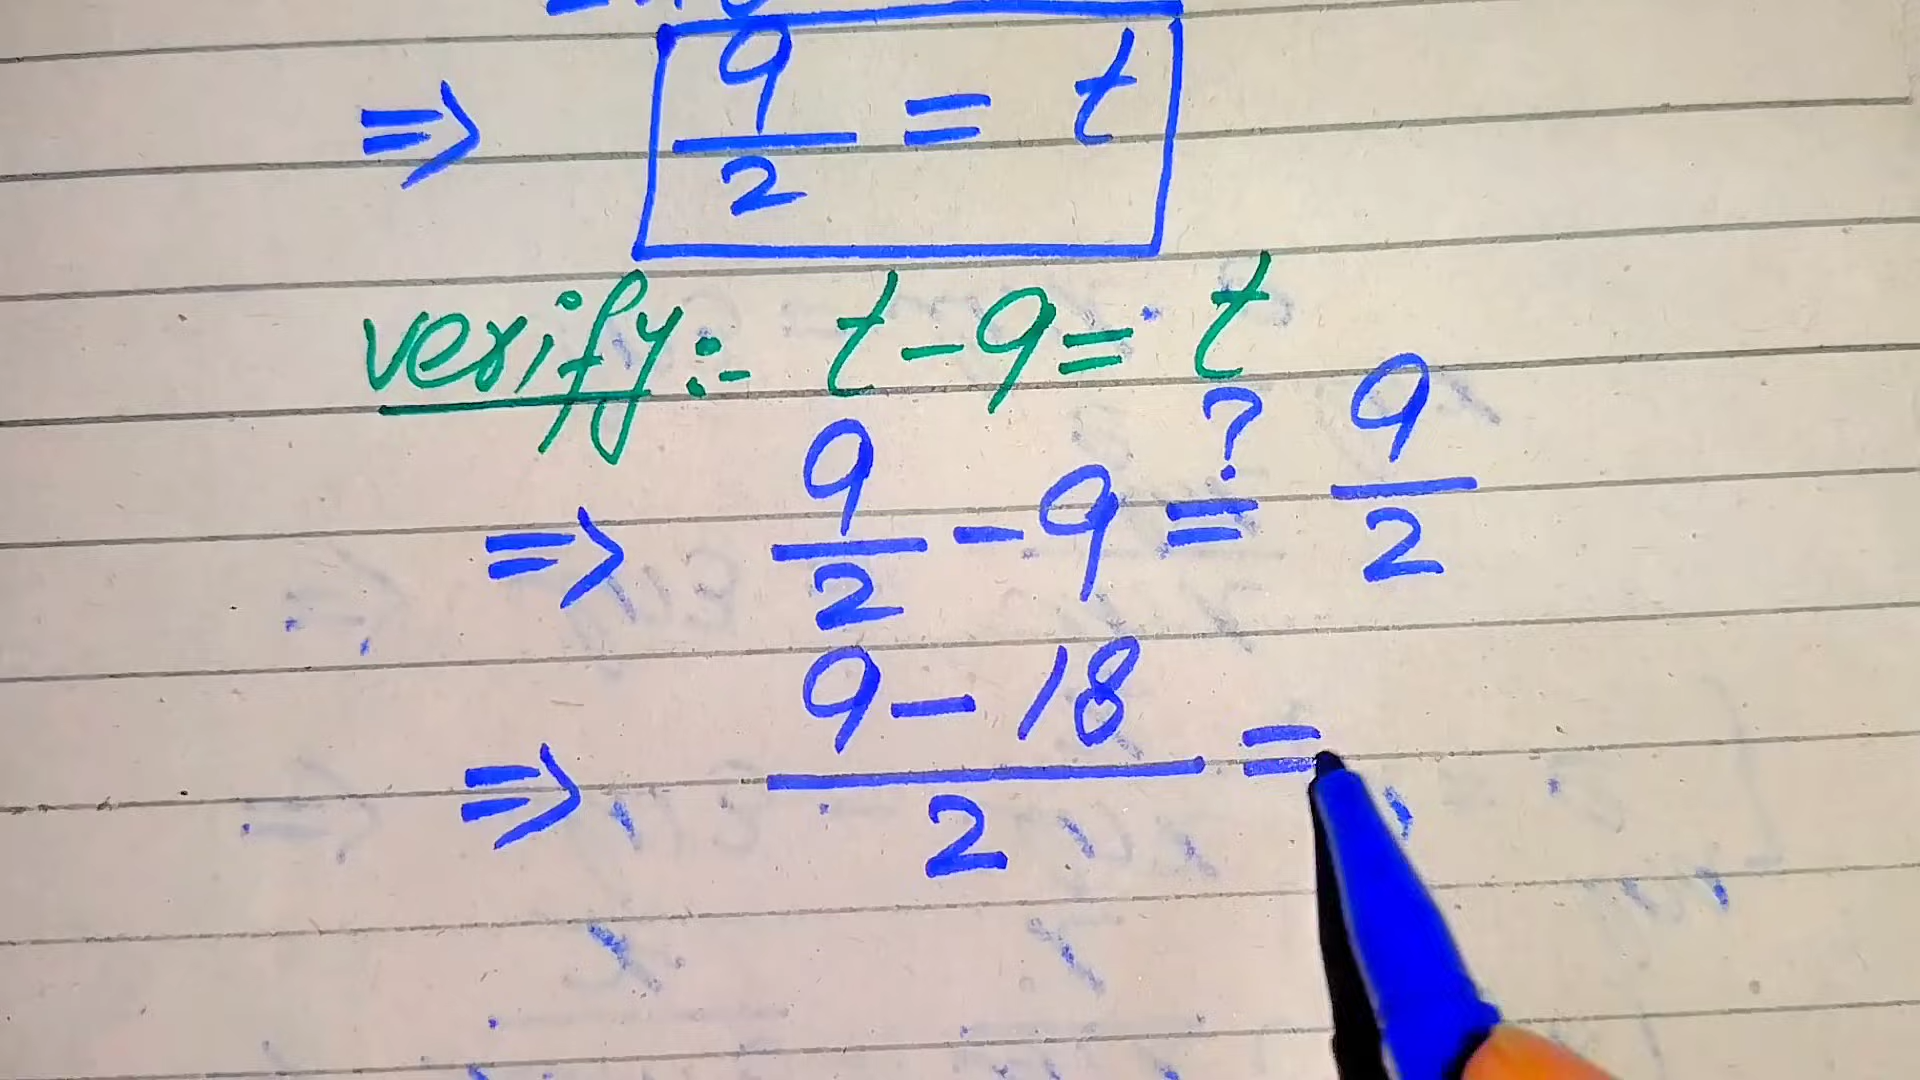 ⇒ 9/2 = t
verify:- t - 9 = t
⇒ 9/2 - 9 ≟ 9/2
⇒ (9 - 18)/2 =